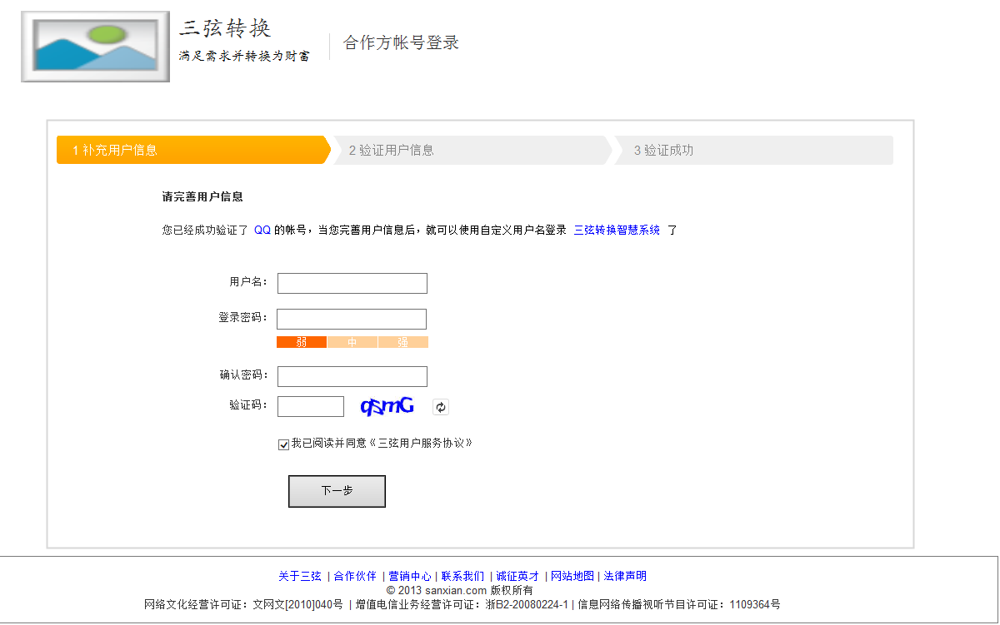 三弦转换
满足需求并转换为财富
合作方帐号登录
1 补充用户信息
2 验证用户信息
3 验证成功
请完善用户信息
您已经成功验证了 QQ 的帐号，当您完善用户信息后，就可以使用自定义用户名登录 三弦转换智慧系统 了
用户名：
登录密码：
弱 中 强
确认密码：
验证码：
qsmG
我已阅读并同意《三弦用户服务协议》
下一步
关于三弦 | 合作伙伴 | 营销中心 | 联系我们 | 诚征英才 | 网站地图 | 法律声明
© 2013 sanxian.com 版权所有
网络文化经营许可证：文网文[2010]040号 | 增值电信业务经营许可证：浙B2-20080224-1 | 信息网络传播视听节目许可证：1109364号